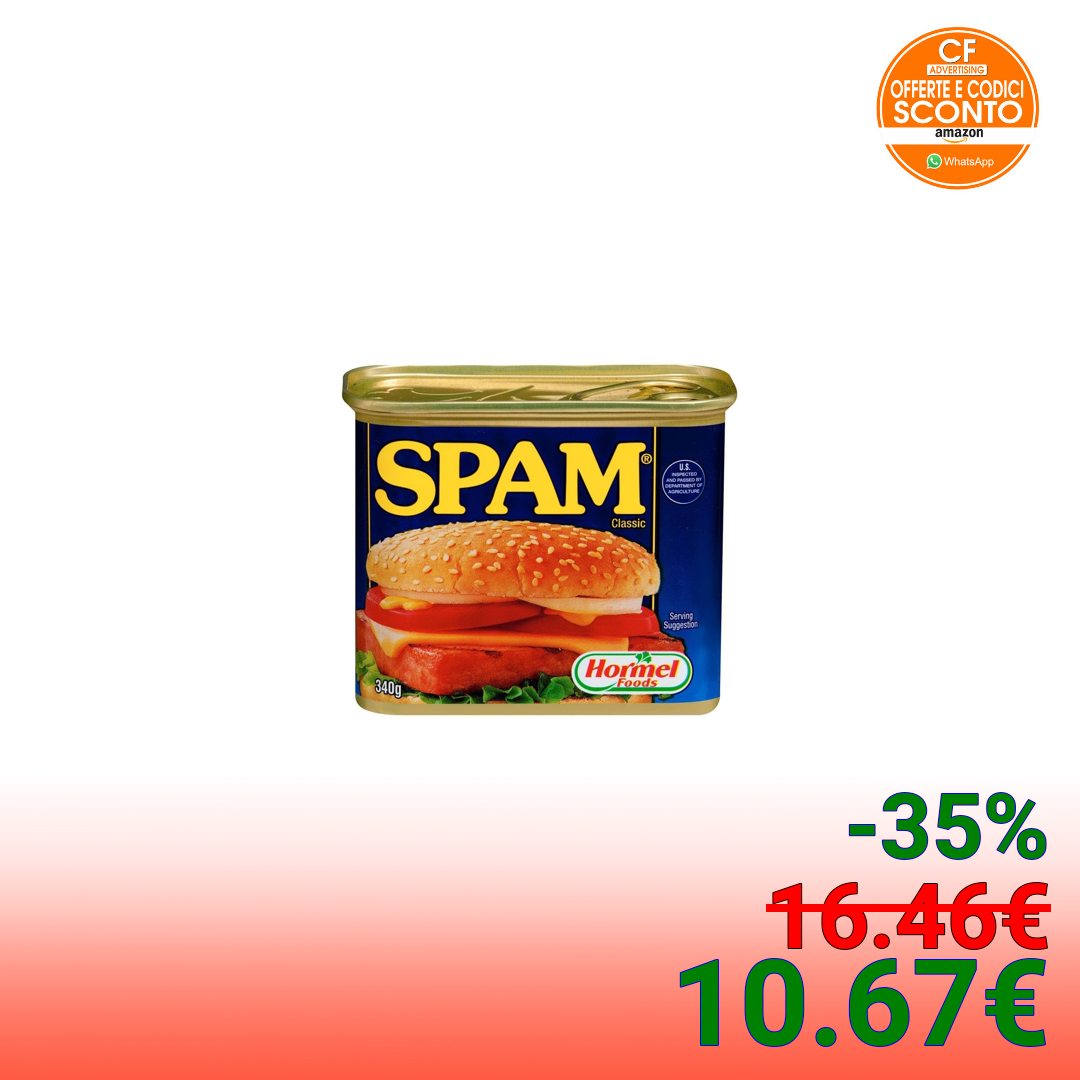 CF
ADVERTISING
OFFERTE E CODICI
SCONTO
amazon
WhatsApp
SPAM®
Classic
U.S.
INSPECTED
AND PASSED BY
DEPARTMENT OF
AGRICULTURE
Serving
Suggestion
Hormel
Foods
340g
-35%
16.46€
10.67€